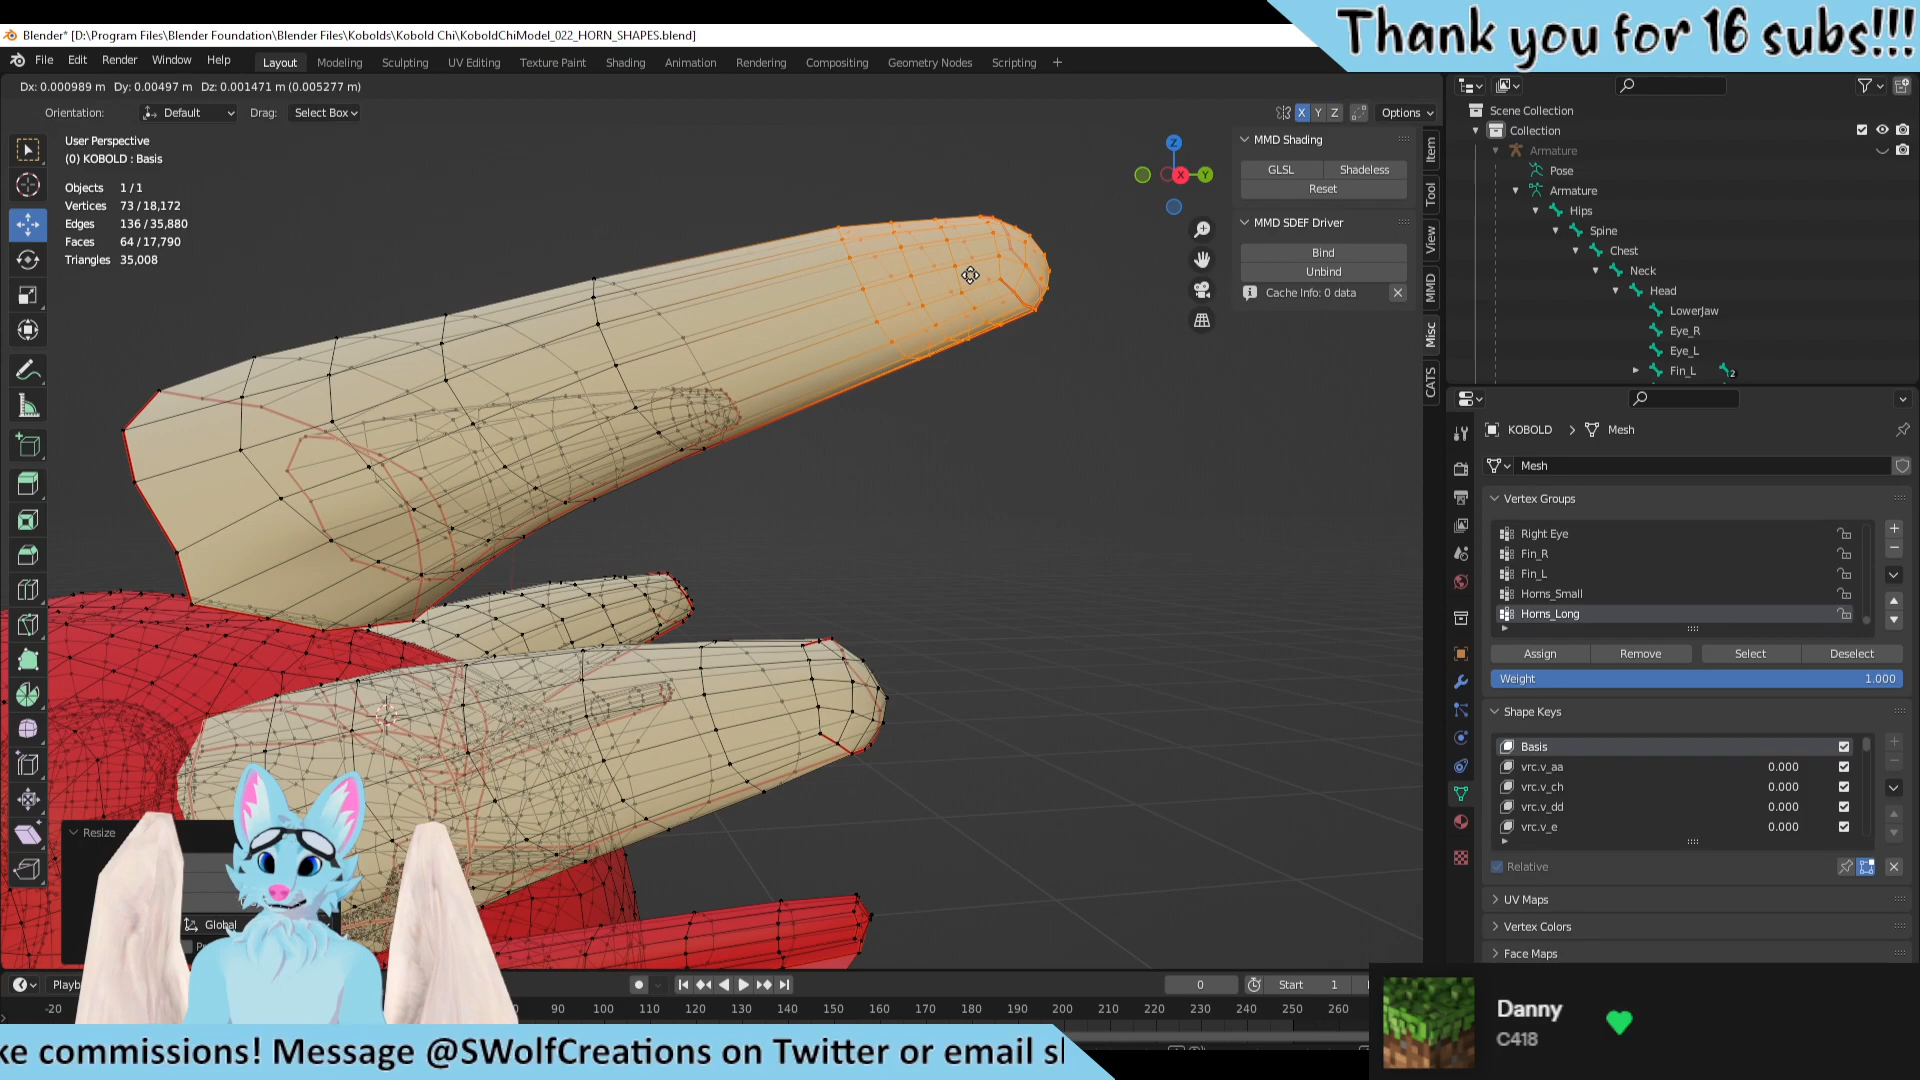 Thank you for 16 subs!!!
Blender* [D:\Program Files\Blender Foundation\Blender Files\Kobolds\Kobold Chi\KoboldChiModel_022_HORN_SHAPES.blend]
File Edit Render Window Help Layout Modeling Sculpting UV Editing Texture Paint Shading Animation Rendering Compositing Geometry Nodes Scripting +
Dx: 0.000989 m Dy: 0.00497 m Dz: 0.001471 m (0.005277 m)
Orientation: Default Drag: Select Box X Y Z Options
User Perspective
(0) KOBOLD : Basis
Objects 1 / 1
Vertices 73 / 18,172
Edges 136 / 35,880
Faces 64 / 17,790
Triangles 35,008
Z
X
Y
MMD Shading
GLSL Shadeless
Reset
MMD SDEF Driver
Bind
Unbind
Cache Info: 0 data
Item
Tool
View
MMD
Misc
CATS
Scene Collection
Collection
Armature
Pose
Armature
Hips
Spine
Chest
Neck
Head
LowerJaw
Eye_R
Eye_L
Fin_L 2
KOBOLD > Mesh
Mesh
Vertex Groups
Right Eye
Fin_R
Fin_L
Horns_Small
Horns_Long
Assign Remove Select Deselect
Weight 1.000
Shape Keys
Basis
vrc.v_aa 0.000
vrc.v_ch 0.000
vrc.v_dd 0.000
vrc.v_e 0.000
Relative
UV Maps
Vertex Colors
Face Maps
Resize
Global
Playb
0 Start 1
-20 90 100 110 120 130 140 150 160 170 180 190 200 210 220 230 240 250 260
Danny
C418
ke commissions! Message @SWolfCreations on Twitter or email